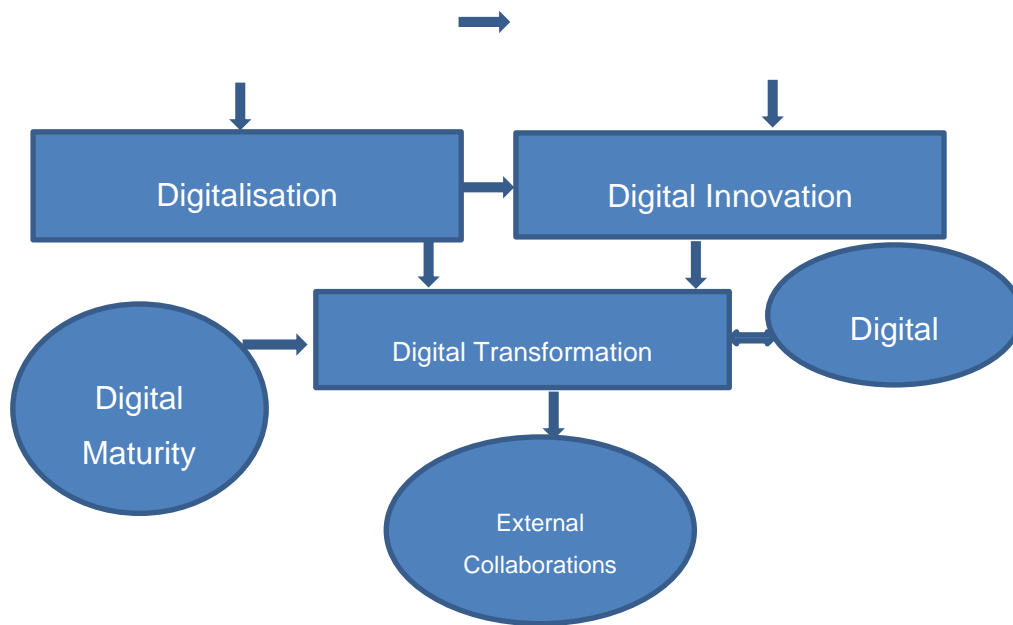 Digitalisation
Digital Innovation
Digital Transformation
Digital
Digital
Maturity
External
Collaborations